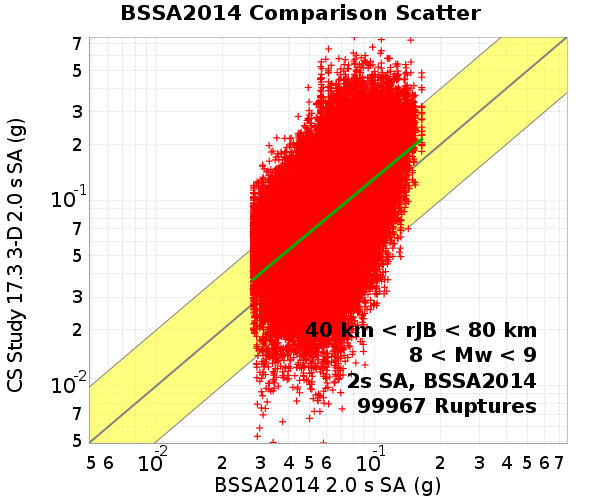 BSSA2014 Comparison Scatter
CS Study 17.3 3-D 2.0 s SA (g)
7
5
3
2
10-1
7
5
3
2
10-2
7
5
40 km < rJB < 80 km
8 < Mw < 9
2s SA, BSSA2014
99967 Ruptures
5 6 10-2 2 3 4 5 6 10-1 2 3 4 5 6 7
BSSA2014 2.0 s SA (g)